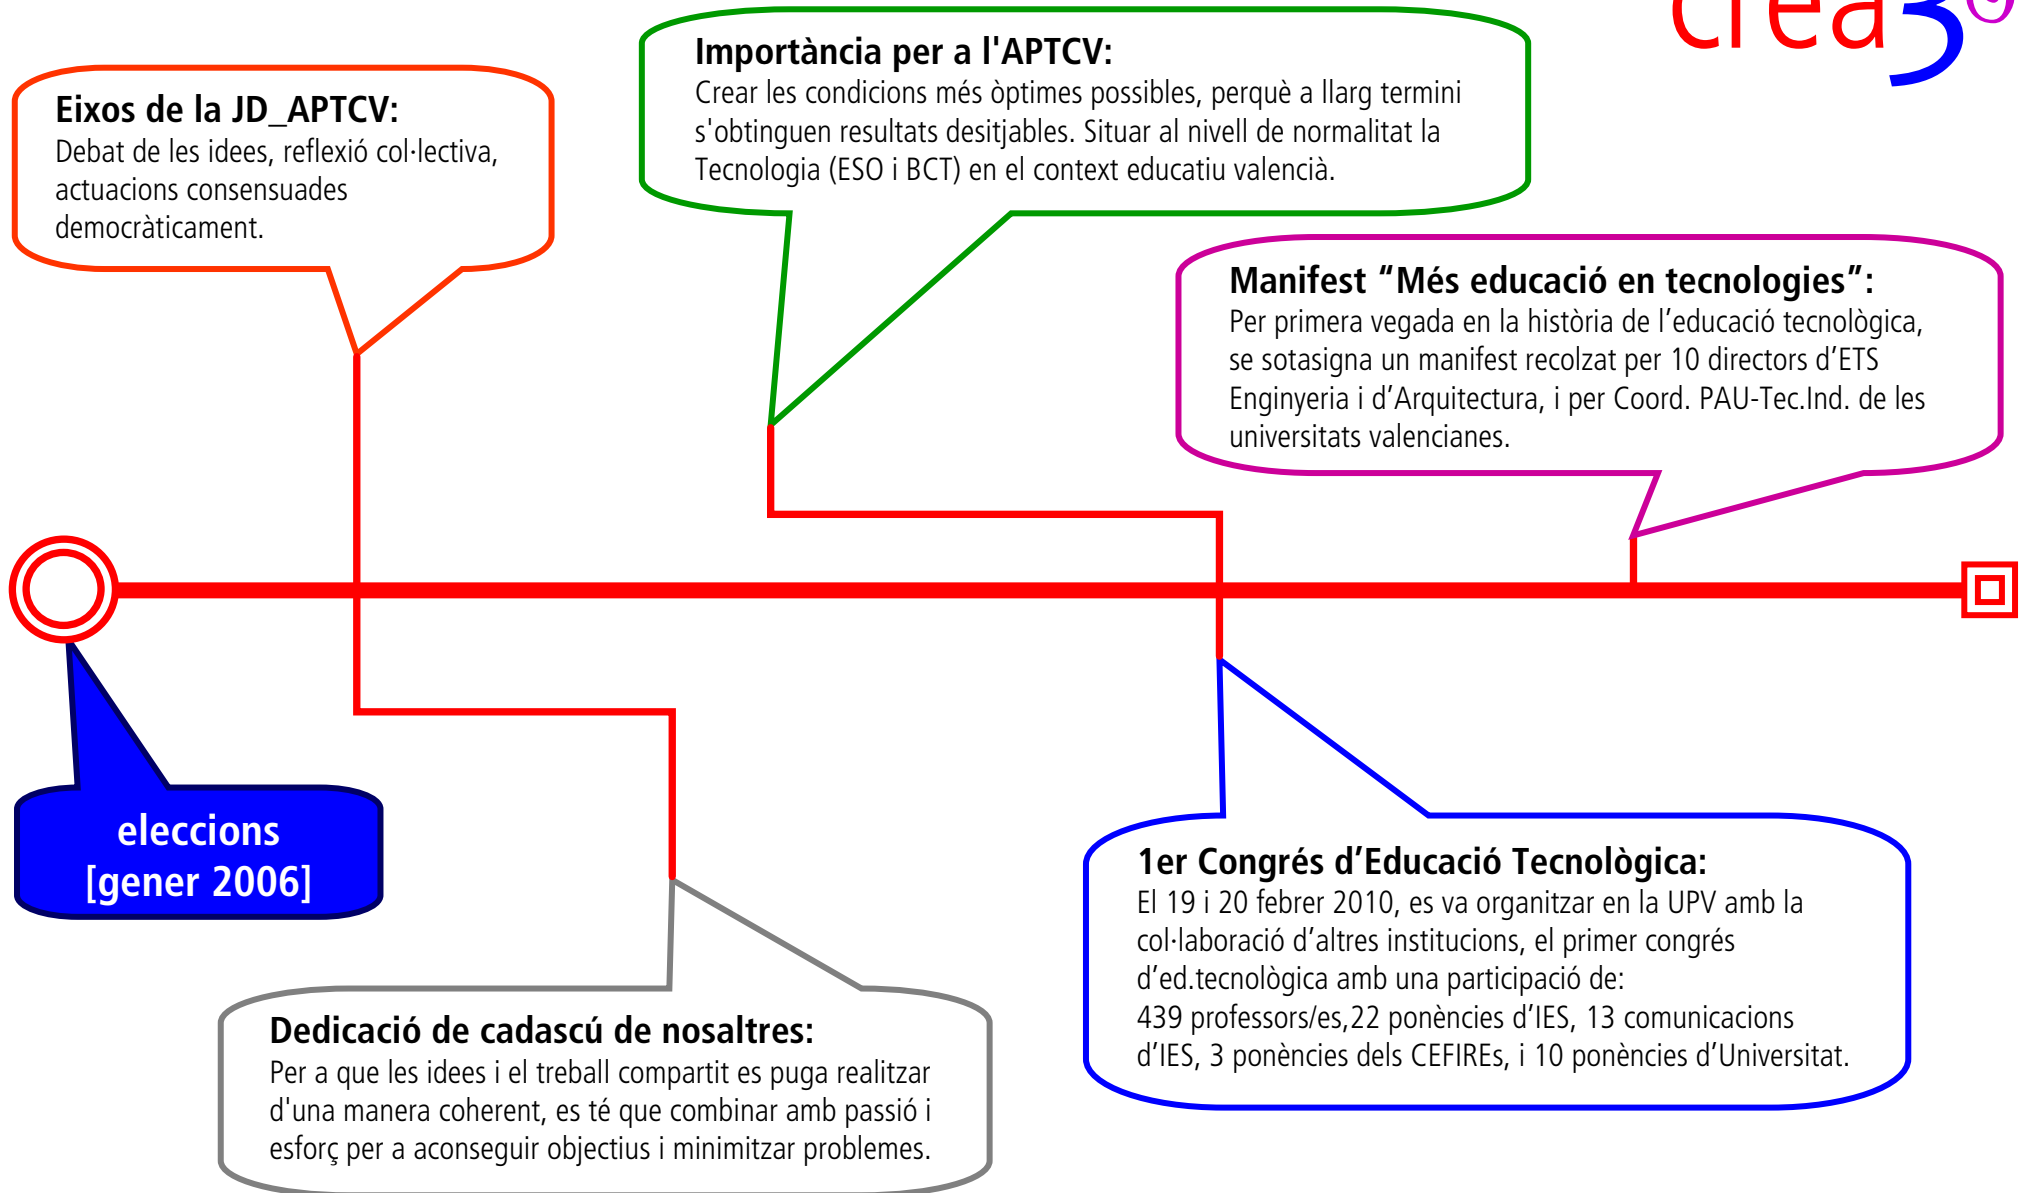 crea3
Importància per a l'APTCV:
Crear les condicions més òptimes possibles, perquè a llarg termini
s'obtinguen resultats desitjables. Situar al nivell de normalitat la
Tecnologia (ESO i BCT) en el context educatiu valencià.
Eixos de la JD_APTCV:
Debat de les idees, reflexió col·lectiva,
actuacions consensuades
democràticament.
Manifest “Més educació en tecnologies”:
Per primera vegada en la història de l’educació tecnològica,
se sotasigna un manifest recolzat per 10 directors d’ETS
Enginyeria i d’Arquitectura, i per Coord. PAU-Tec.Ind. de les
universitats valencianes.
eleccions
[gener 2006]
1er Congrés d’Educació Tecnològica:
El 19 i 20 febrer 2010, es va organitzar en la UPV amb la
col·laboració d’altres institucions, el primer congrés
d’ed.tecnològica amb una participació de:
439 professors/es,22 ponències d’IES, 13 comunicacions
d’IES, 3 ponències dels CEFIREs, i 10 ponències d’Universitat.
Dedicació de cadascú de nosaltres:
Per a que les idees i el treball compartit es puga realitzar
d'una manera coherent, es té que combinar amb passió i
esforç per a aconseguir objectius i minimitzar problemes.